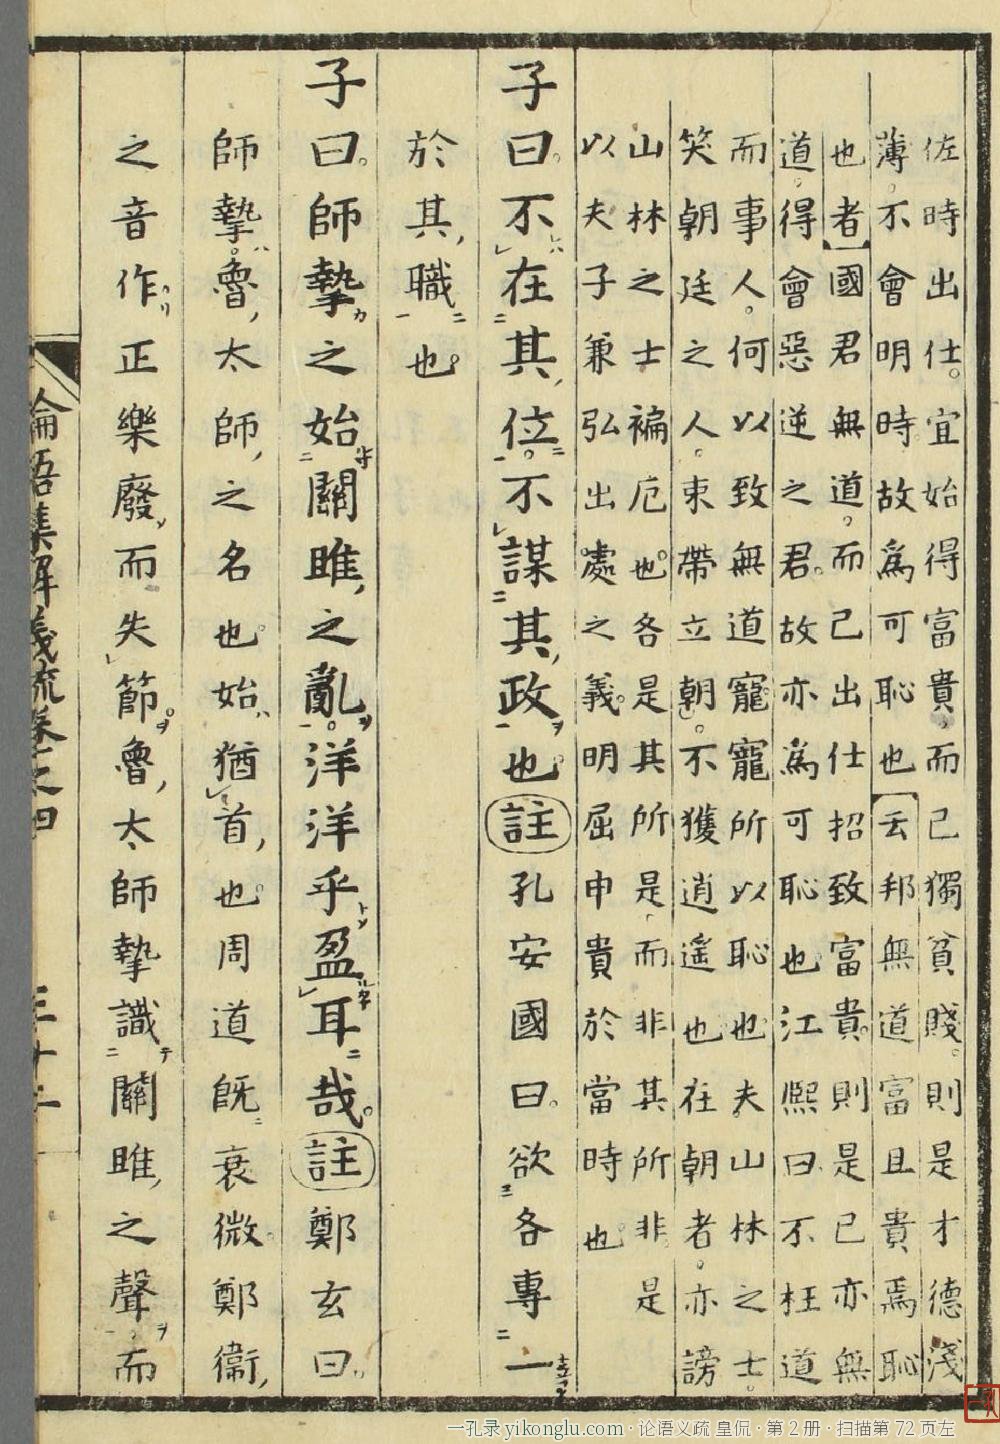 佐時出仕宜始得富貴而己獨貧賤則是才德淺
薄不會明時故爲可恥也云邦無道富且貴焉恥
也者國君無道而己出仕招致富貴則是已亦無
道得會惡逆之君故亦爲可恥也江熙曰不枉道
而事人何以致無道寵寵所以恥也夫山林之士
笑朝廷之人束帶立朝不獲逍遙也在朝者亦謗
山林之士褊厄也各是其所是而非其所非是
以夫子兼弘出處之義明屈申貴於當時也
子曰不在其位不謀其政也註孔安國曰欲各專一
於其職也
子曰師摯之始關雎之亂洋洋乎盈耳哉註鄭玄曰
師摯魯太師之名也始猶首也周道既衰微鄭衞
之音作正樂廢而失節魯太師摯識關雎之聲而
論語集解義疏卷之四 三十三
一孔录 yikonglu.com · 论语义疏 皇侃 · 第 2 册 · 扫描第 72 页左